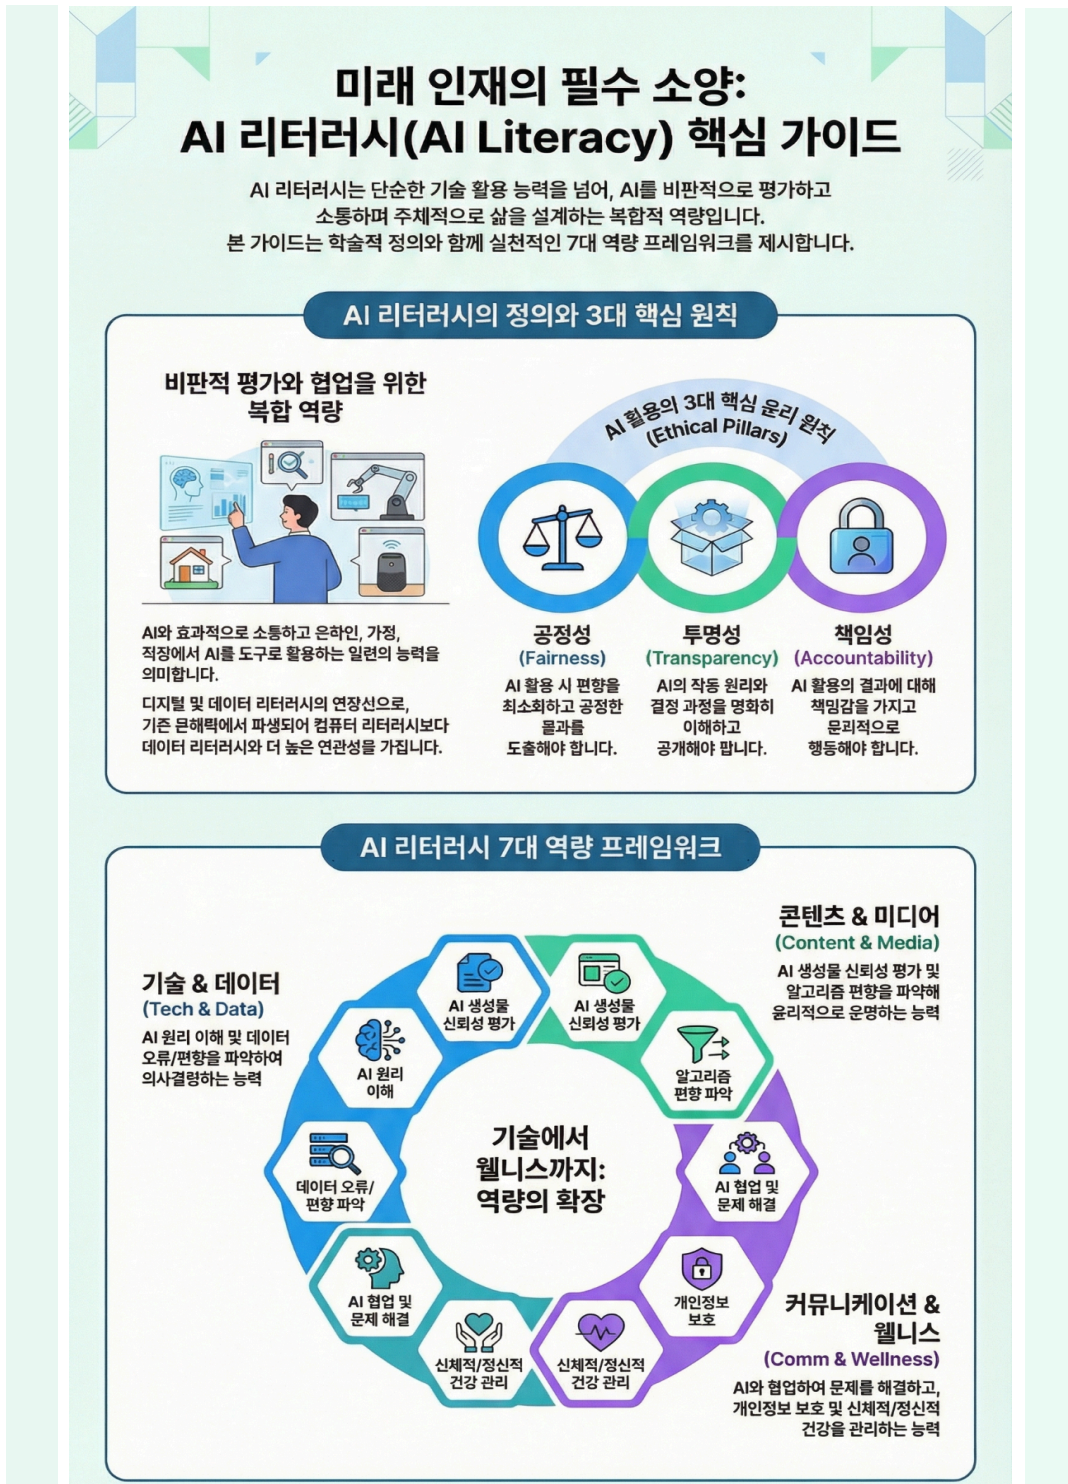 미래 인재의 필수 소양:
AI 리터러시(AI Literacy) 핵심 가이드
AI 리터러시는 단순한 기술 활용 능력을 넘어, AI를 비판적으로 평가하고
소통하며 주체적으로 삶을 설계하는 복합적 역량입니다.
본 가이드는 학술적 정의와 함께 실천적인 7대 역량 프레임워크를 제시합니다.
AI 리터러시의 정의와 3대 핵심 원칙
비판적 평가와 협업을 위한
복합 역량
AI와 효과적으로 소통하고 은하인, 가정,
직장에서 AI를 도구로 활용하는 일련의 능력을
의미합니다.
디지털 및 데이터 리터러시의 연장선으로,
기존 믄해력에서 파생되어 컴퓨터 리터러시보다
데이터 리터러시와 더 높은 연관성를 가집니다.
AI 활용의 3대 핵심 윤리 원칙
(Ethical Pillars)
공정성
(Fairness)
AI 활용 시 편향을
최소회하고 공정한
믈과를
도출해야 합니다.
투명성
(Transparency)
AI의 작동 원리와
결정 과정을 명화히
이해하고
공개해야 팝니다.
책임성
(Accountability)
AI 활용의 결과에 대해
책밈감을 가지고
문괴적으로
행동해야 합니다.
AI 리터러시 7대 역량 프레임워크
콘텐츠 & 미디어
(Content & Media)
AI 생성물 신뢰성 평가 및
알고리즘 편향을 파약해
윤리적으로 운명하는 능력
기술 & 데이터
(Tech & Data)
AI 원리 이해 및 데이터
오류/편향을 파악하여
의사결령하는 능력
AI 생성물
신뢰성 평가
AI 생성물
신뢰성 평가
AI 원리
이해
알고리즘
편향 파악
기술에서
웰니스까지:
역량의 확장
데이터 오류/
편향 파악
AI 협업 및
문제 해결
AI 협업 및
문제 해결
개인정보
보호
신체적/정신적
건강 관리
신체적/정신적
건강 관리
커뮤니케이션 &
웰니스
(Comm & Wellness)
AI와 협업하여 문제를 해결하고,
개인정보 보호 및 신체적/정신적
건강을 관리하는 능력